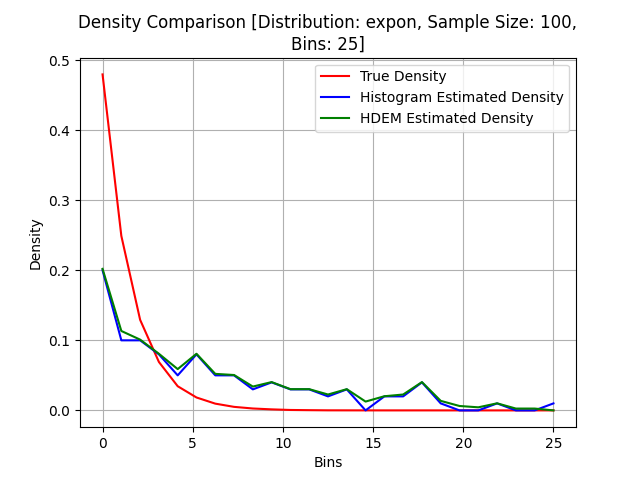 Density Comparison [Distribution: expon, Sample Size: 100,
Bins: 25]
True Density
Histogram Estimated Density
HDEM Estimated Density
Density
0.5
0.4
0.3
0.2
0.1
0.0
0
5
10
15
20
25
Bins